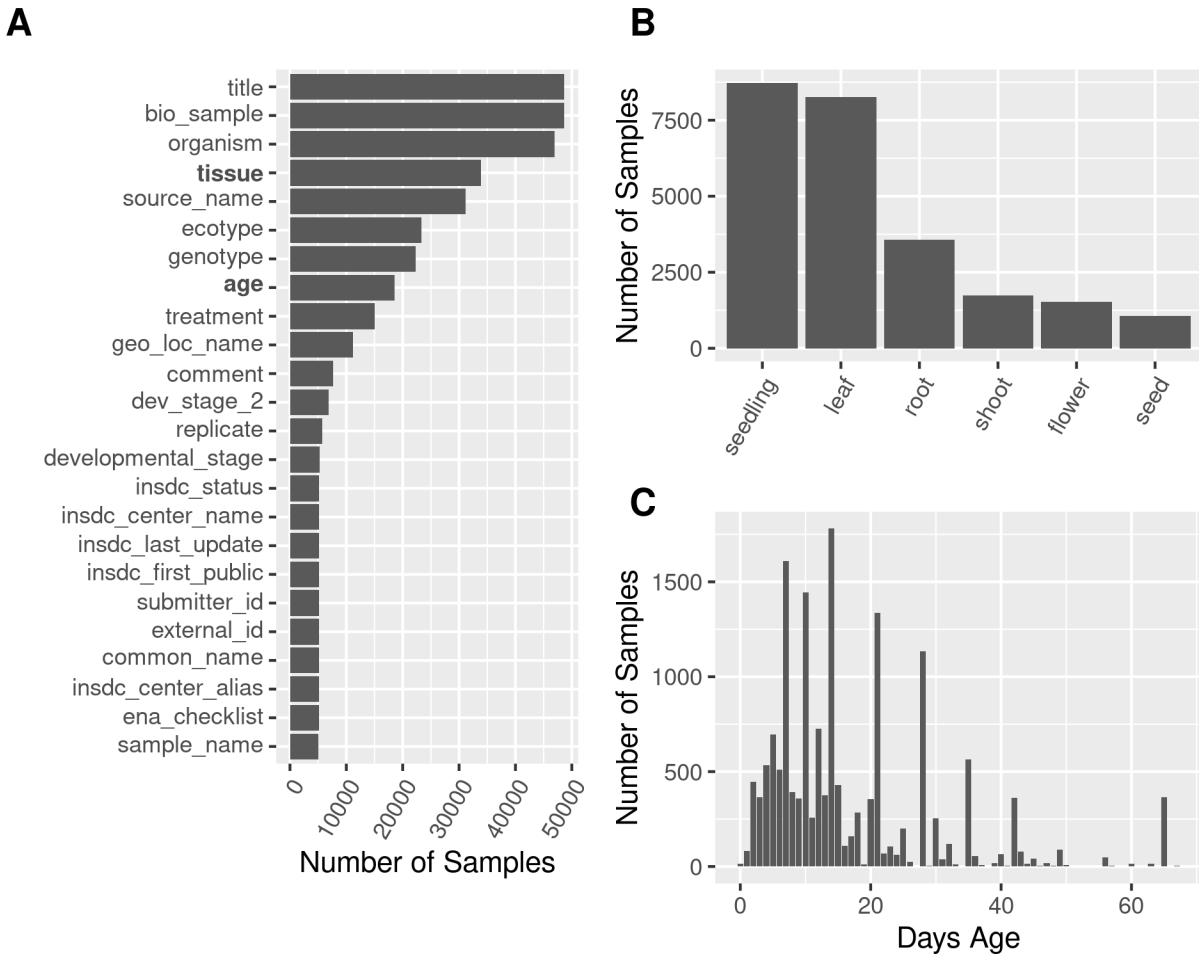 A
title
bio_sample
organism
tissue
source_name
ecotype
genotype
age
treatment
geo_loc_name
comment
dev_stage_2
replicate
developmental_stage
insdc_status
insdc_center_name
insdc_last_update
insdc_first_public
submitter_id
external_id
common_name
insdc_center_alias
ena_checklist
sample_name
0 10000 20000 30000 40000 50000
Number of Samples
B
Number of Samples
7500
5000
2500
0
seedling leaf root shoot flower seed
C
Number of Samples
1500
1000
500
0
0 20 40 60
Days Age